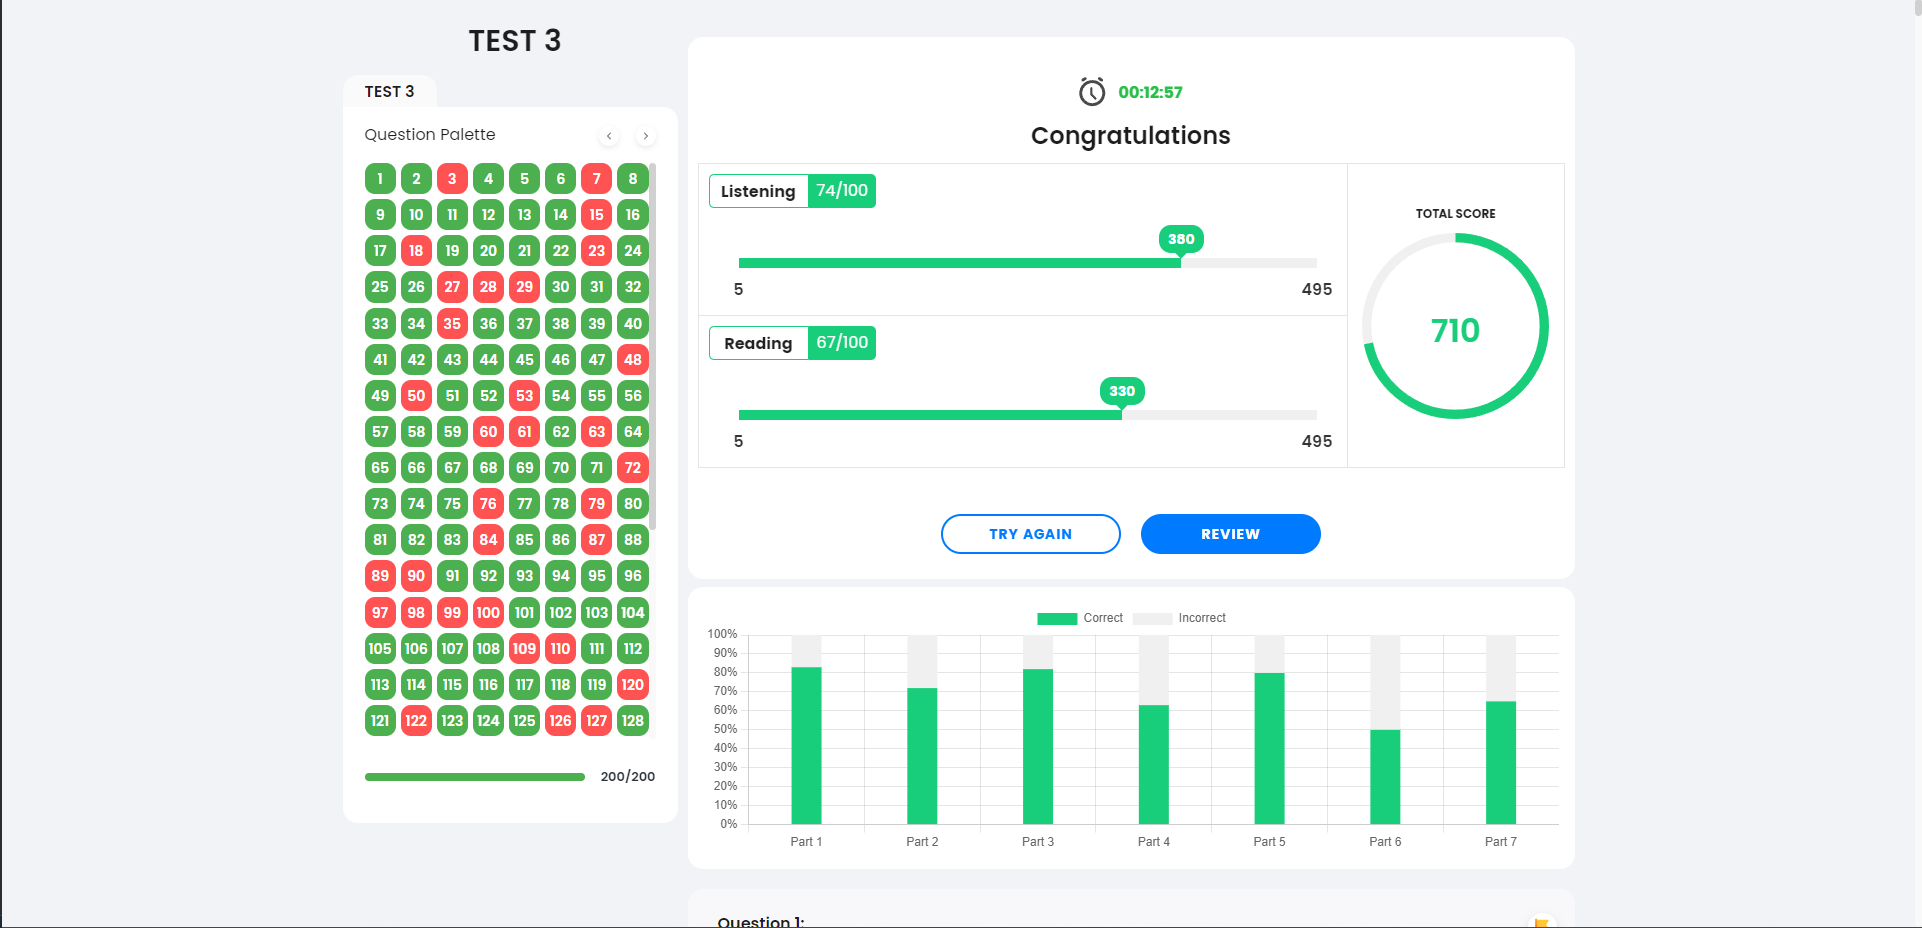 TEST 3
TEST 3
Question Palette
1 2 3 4 5 6 7 8
9 10 11 12 13 14 15 16
17 18 19 20 21 22 23 24
25 26 27 28 29 30 31 32
33 34 35 36 37 38 39 40
41 42 43 44 45 46 47 48
49 50 51 52 53 54 55 56
57 58 59 60 61 62 63 64
65 66 67 68 69 70 71 72
73 74 75 76 77 78 79 80
81 82 83 84 85 86 87 88
89 90 91 92 93 94 95 96
97 98 99 100 101 102 103 104
105 106 107 108 109 110 111 112
113 114 115 116 117 118 119 120
121 122 123 124 125 126 127 128
200/200
00:12:57
Congratulations
Listening 74/100
380
5 495
Reading 67/100
330
5 495
TOTAL SCORE
710
TRY AGAIN REVIEW
Correct Incorrect
100%
90%
80%
70%
60%
50%
40%
30%
20%
10%
0%
Part 1 Part 2 Part 3 Part 4 Part 5 Part 6 Part 7
Question 1: